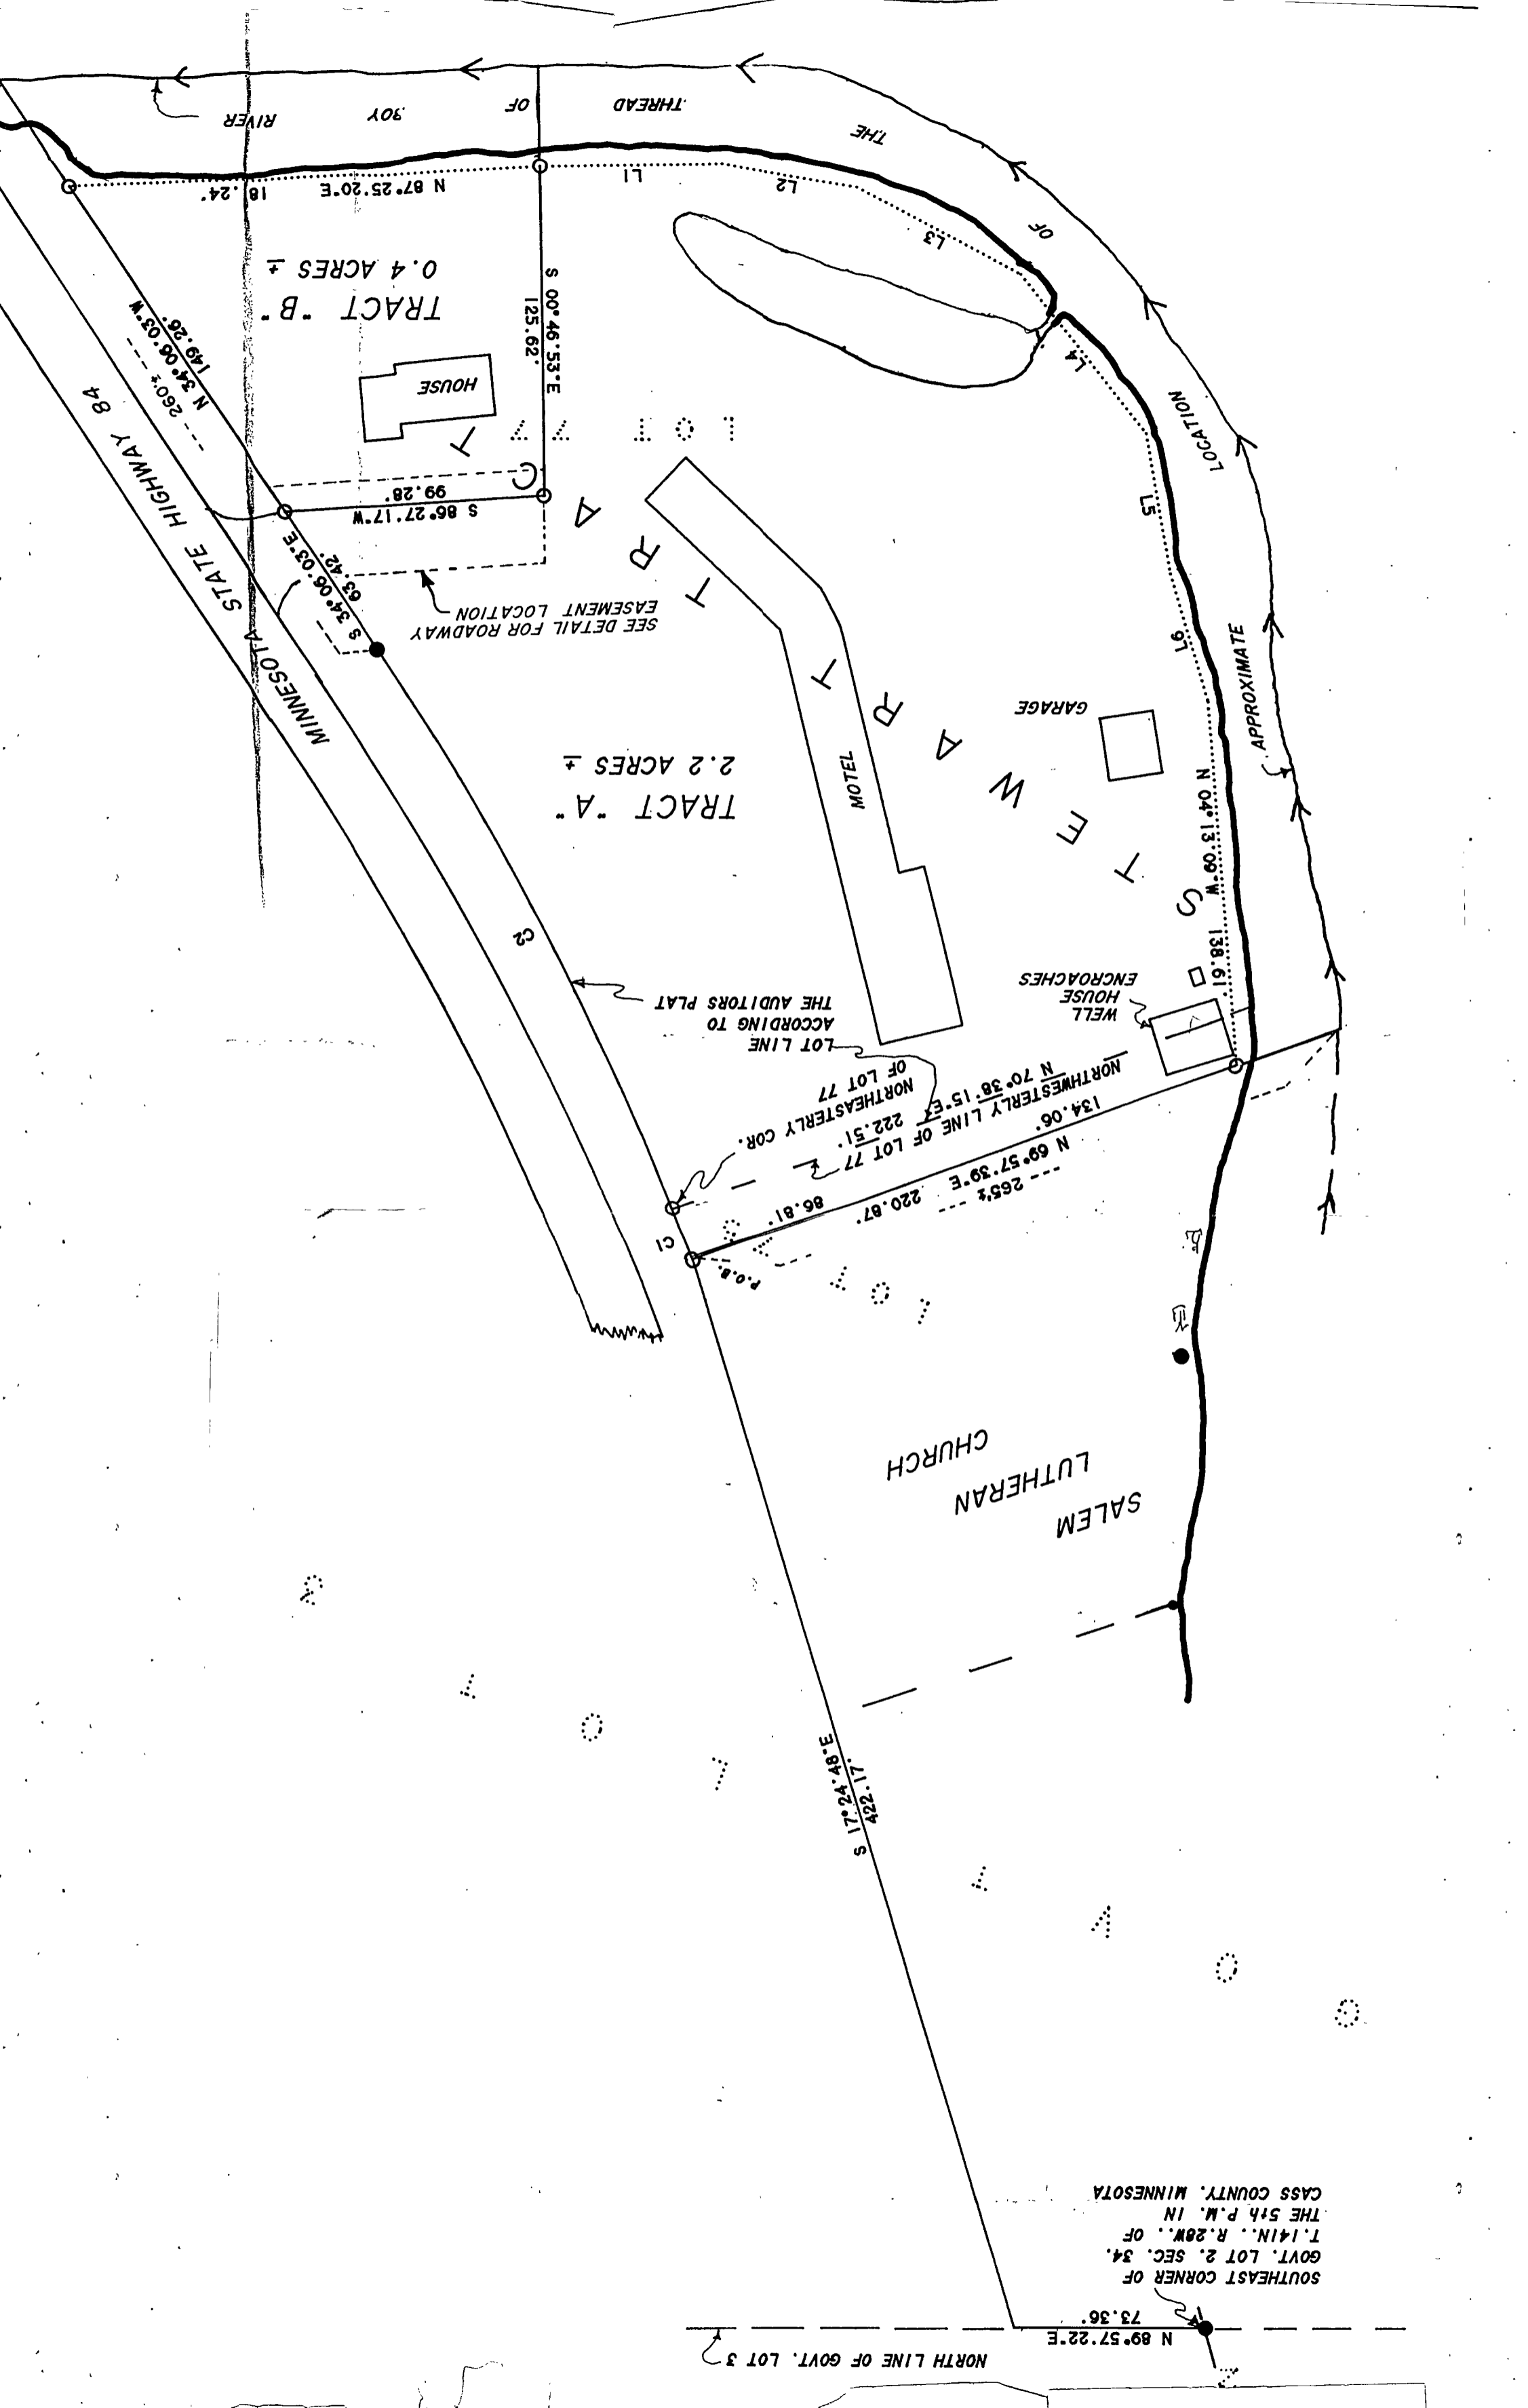 NORTH LINE OF GOVT. LOT 3
N 89°57'22"E
73.36'
SOUTHEAST CORNER OF
GOVT. LOT 2, SEC. 34,
T.141N., R.28W., OF
THE 5th P.M. IN
CASS COUNTY, MINNESOTA
GOVT LOT 3
S 17°24'48"E
422.17'
SALEM
LUTHERAN
CHURCH
LOT
P.O.B.
C1
86.81'
220.87'
265'±
N 69°57'39"E
134.06'
NORTHWESTERLY LINE OF LOT 77
N 70°38'15"E
222.51'
NORTHEASTERLY COR.
OF LOT 77
LOT LINE
ACCORDING TO
THE AUDITORS PLAT
WELL
HOUSE
ENCROACHES
C2
138.61'
N 04°13'09"W
STEWART TRACT
TRACT "A"
2.2 ACRES ±
MOTEL
GARAGE
APPROXIMATE
LOCATION
OF
THE
THREAD
OF
BOY
RIVER
L6
L5
L4
L3
L2
L1
SEE DETAIL FOR ROADWAY
EASEMENT LOCATION
S 34°06'03"E
63.42'
S 86°27'17"W
99.28'
LOT 77
HOUSE
S 00°46'53"E
125.62'
TRACT "B"
0.4 ACRES ±
N 34°06'03"W
149.26'
260'±
MINNESOTA STATE HIGHWAY 84
N 87°25'20"E